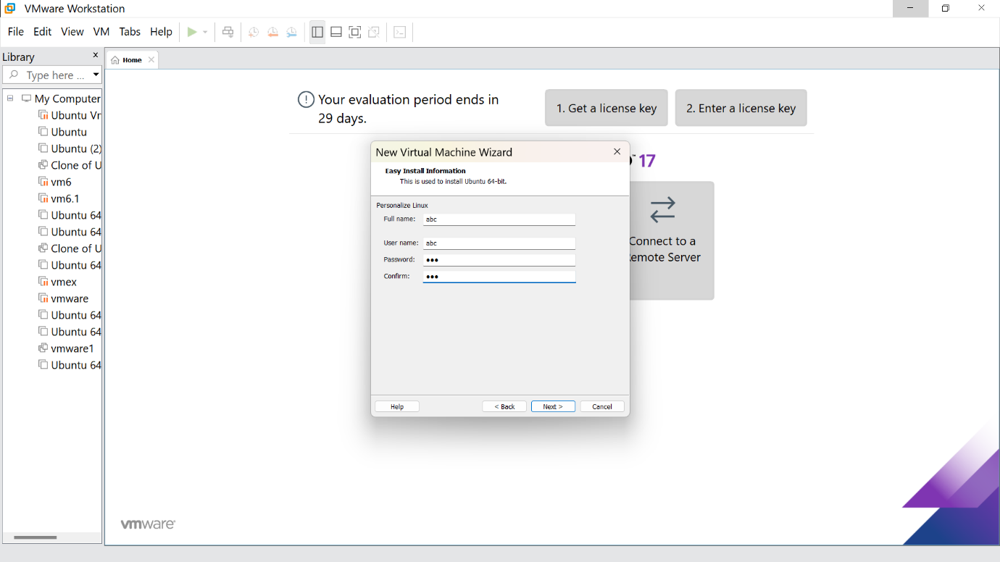 VMware Workstation
File Edit View VM Tabs Help
Library x
Type here ...
Home
My Computer
Ubuntu Vr
Ubuntu
Ubuntu (2)
Clone of U
vm6
vm6.1
Ubuntu 64
Ubuntu 64
Clone of U
Ubuntu 64
vmex
vmware
Ubuntu 64
Ubuntu 64
vmware1
Ubuntu 64
Your evaluation period ends in
29 days.
1. Get a license key
2. Enter a license key
17
Connect to a
Remote Server
New Virtual Machine Wizard
Easy Install Information
This is used to install Ubuntu 64-bit.
Personalize Linux
Full name: abc
User name: abc
Password: •••
Confirm: •••
Help < Back Next > Cancel
vmware